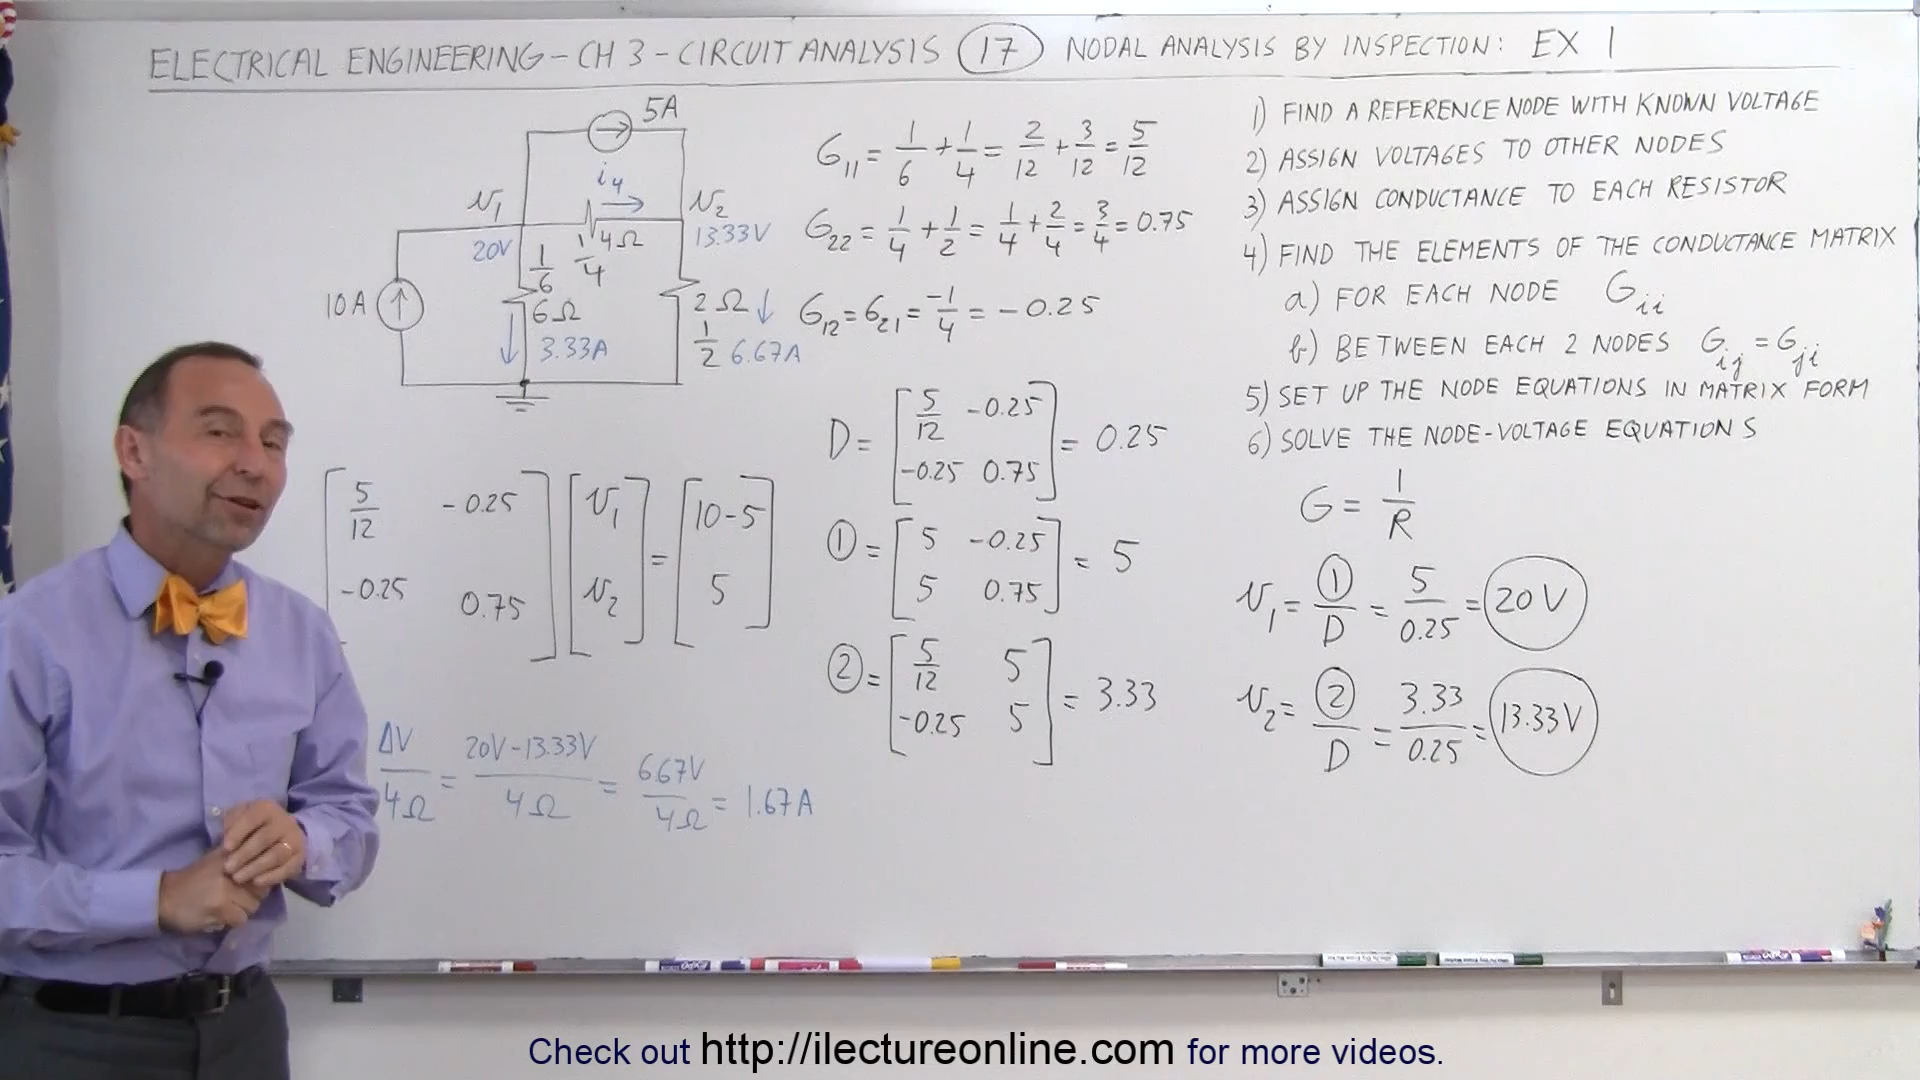 ELECTRICAL ENGINEERING - CH 3 - CIRCUIT ANALYSIS (17) NODAL ANALYSIS BY INSPECTION: EX 1
5A
i₄
v₁
v₂
20V
13.33V
1/6
4Ω
1/4
10A
6Ω
2Ω ↓
3.33A
1/2 6.67A
[5/12 -0.25] [v₁] = [10-5]
[-0.25 0.75] [v₂] [5]
ΔV/4Ω = (20V-13.33V)/4Ω = 6.67V/4Ω = 1.67A
G₁₁ = 1/6 + 1/4 = 2/12 + 3/12 = 5/12
G₂₂ = 1/4 + 1/2 = 1/4 + 2/4 = 3/4 = 0.75
G₁₂ = G₂₁ = -1/4 = -0.25
D = [5/12 -0.25] = 0.25
[-0.25 0.75]
① = [5 -0.25] = 5
[5 0.75]
② = [5/12 5] = 3.33
[-0.25 5]
1) FIND A REFERENCE NODE WITH KNOWN VOLTAGE
2) ASSIGN VOLTAGES TO OTHER NODES
3) ASSIGN CONDUCTANCE TO EACH RESISTOR
4) FIND THE ELEMENTS OF THE CONDUCTANCE MATRIX
a) FOR EACH NODE Gᵢᵢ
b) BETWEEN EACH 2 NODES Gᵢⱼ = Gⱼᵢ
5) SET UP THE NODE EQUATIONS IN MATRIX FORM
6) SOLVE THE NODE-VOLTAGE EQUATIONS
G = 1/R
v₁ = ①/D = 5/0.25 = 20V
v₂ = ②/D = 3.33/0.25 = 13.33V
Check out http://ilectureonline.com for more videos.